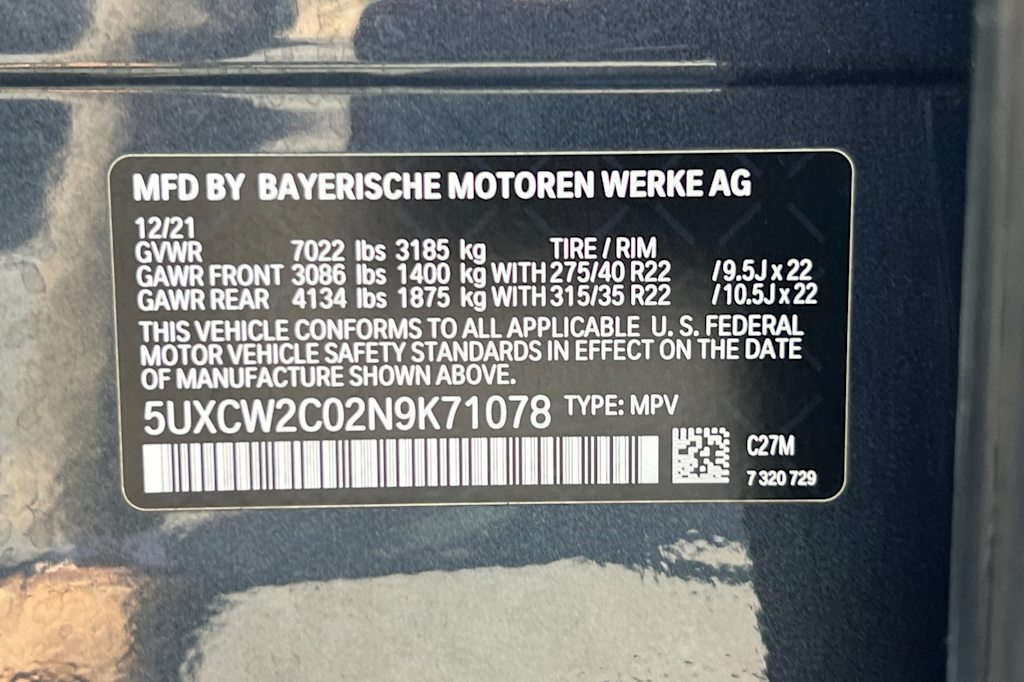 MFD BY BAYERISCHE MOTOREN WERKE AG
12/21
GVWR 7022 lbs 3185 kg TIRE / RIM
GAWR FRONT 3086 lbs 1400 kg WITH 275/40 R22 /9.5J x 22
GAWR REAR 4134 lbs 1875 kg WITH 315/35 R22 /10.5J x 22
THIS VEHICLE CONFORMS TO ALL APPLICABLE U. S. FEDERAL
MOTOR VEHICLE SAFETY STANDARDS IN EFFECT ON THE DATE
OF MANUFACTURE SHOWN ABOVE.
5UXCW2C02N9K71078 TYPE: MPV
C27M
7 320 729